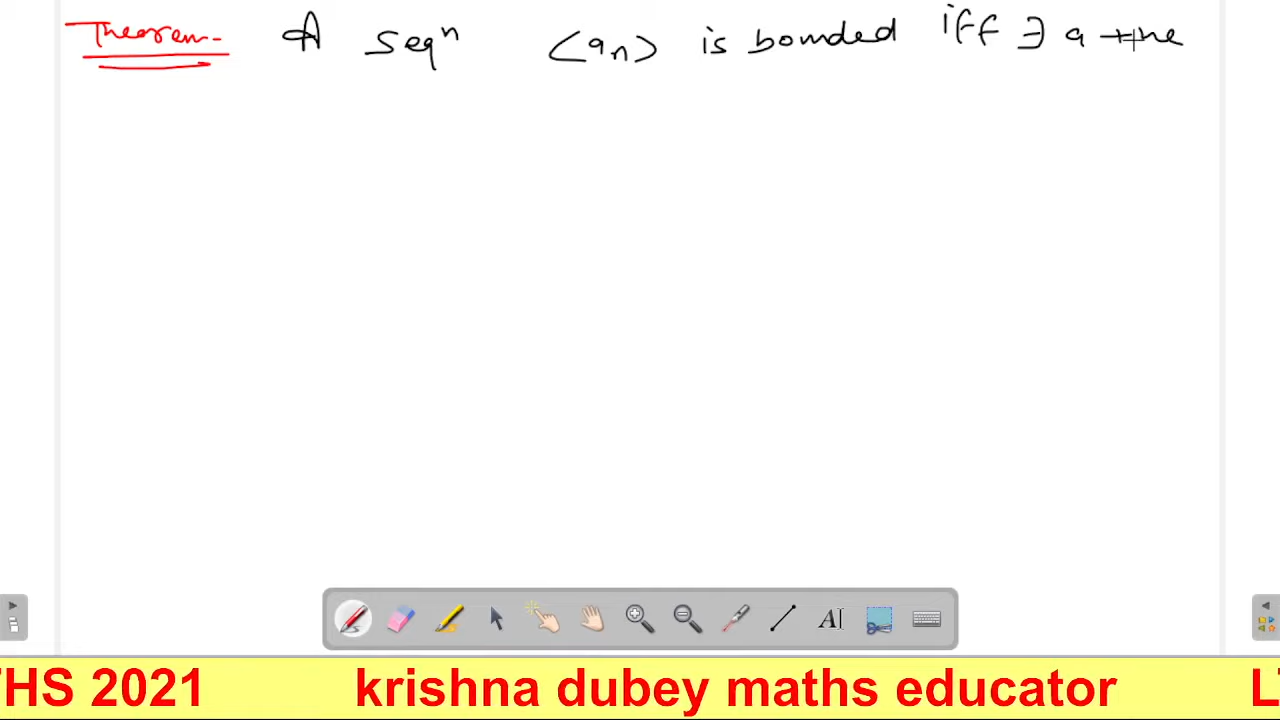 Theorem- A seqⁿ <aₙ> is bounded iff ∃ a +ve
THS 2021 krishna dubey maths educator L